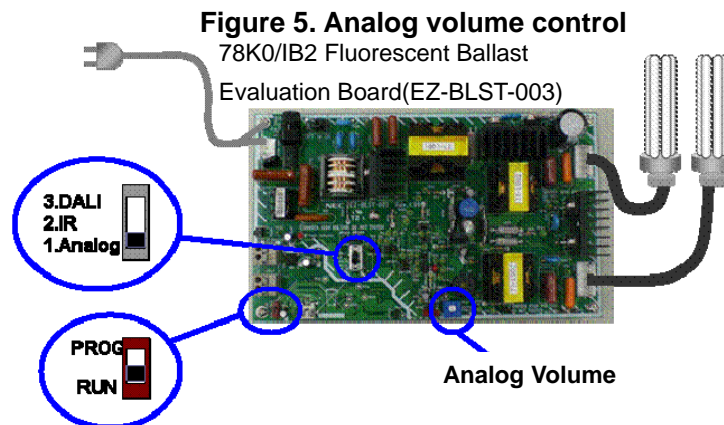 Figure 5. Analog volume control
78K0/IB2 Fluorescent Ballast
Evaluation Board(EZ-BLST-003)
3.DALI
2.IR
1.Analog
PROG
RUN
Analog Volume